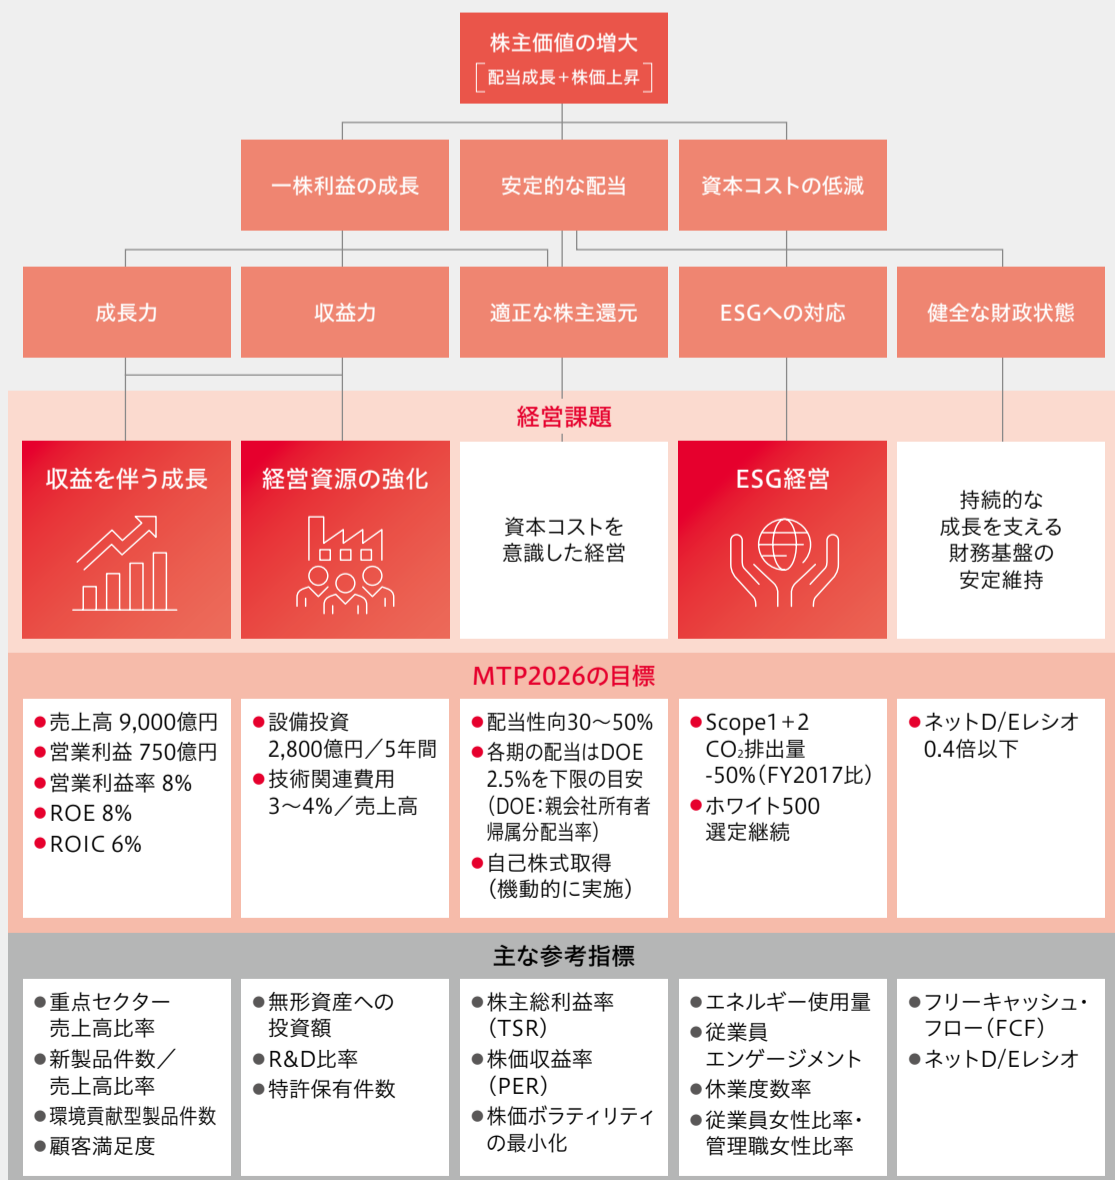 株主価値の増大
[配当成長+株価上昇]
一株利益の成長
安定的な配当
資本コストの低減
成長力
収益力
適正な株主還元
ESGへの対応
健全な財政状態
経営課題
収益を伴う成長
経営資源の強化
資本コストを
意識した経営
ESG経営
持続的な
成長を支える
財務基盤の
安定維持
MTP2026の目標
●売上高 9,000億円
●営業利益 750億円
●営業利益率 8%
●ROE 8%
●ROIC 6%
●設備投資
2,800億円/5年間
●技術関連費用
3~4%/売上高
●配当性向30~50%
●各期の配当はDOE
2.5%を下限の目安
(DOE:親会社所有者
帰属分配当率)
●自己株式取得
(機動的に実施)
●Scope1+2
CO₂排出量
-50%(FY2017比)
●ホワイト500
選定継続
●ネットD/Eレシオ
0.4倍以下
主な参考指標
●重点セクター
売上高比率
●新製品件数/
売上高比率
●環境貢献型製品件数
●顧客満足度
●無形資産への
投資額
●R&D比率
●特許保有件数
●株主総利益率
(TSR)
●株価収益率
(PER)
●株価ボラティリティ
の最小化
●エネルギー使用量
●従業員
エンゲージメント
●休業度数率
●従業員女性比率・
管理職女性比率
●フリーキャッシュ・
フロー(FCF)
●ネットD/Eレシオ